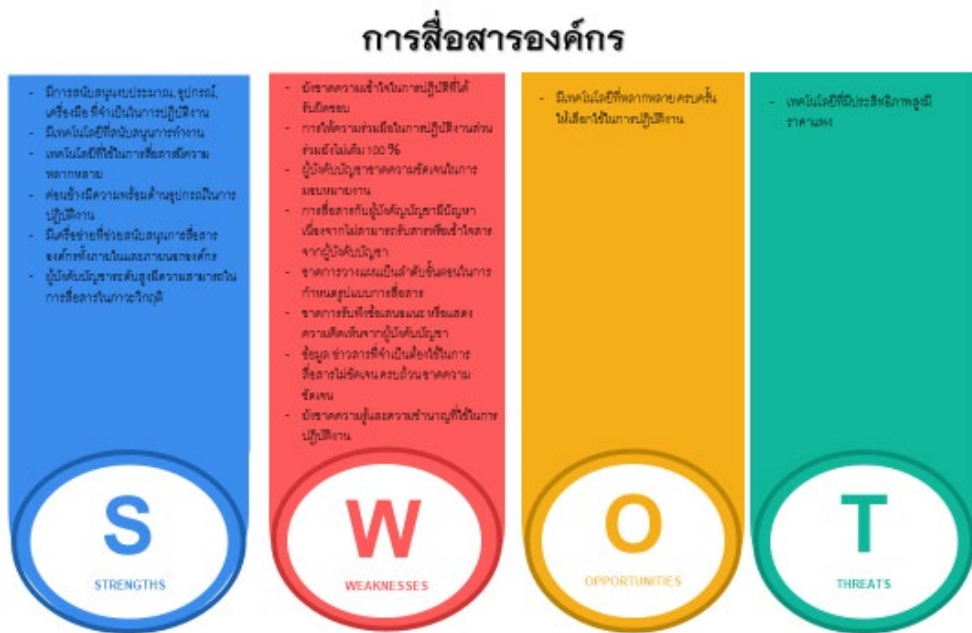 การสื่อสารองค์กร
- มีการสนับสนุนงบประมาณ, อุปกรณ์,
เครื่องมือ ที่จำเป็นในการปฏิบัติงาน
- มีเทคโนโลยีที่สนับสนุนการทำงาน
- เทคโนโลยีที่ใช้ในการสื่อสารมีความ
หลากหลาย
- ค่อนข้างมีความพร้อมด้านอุปกรณ์ในการ
ปฏิบัติงาน
- มีเครือข่ายที่ช่วยสนับสนุนการสื่อสาร
องค์กรทั้งภายในและภายนอกองค์กร
- ผู้บังคับบัญชาระดับสูงมีความสามารถใน
การสื่อสารในภาวะวิกฤติ
S
STRENGTHS
- ยังขาดความเข้าใจในการปฏิบัติที่ได้
รับผิดชอบ
- การให้ความร่วมมือในการปฏิบัติงานส่วน
ร่วมยังไม่เต็ม 100 %
- ผู้บังคับบัญชาขาดความชัดเจนในการ
มอบหมายงาน
- การสื่อสารกับผู้บังคับบัญชามีปัญหา
เนื่องจากไม่สามารถรับสารหรือเข้าใจสาร
จากผู้บังคับบัญชา
- ขาดการวางแผนเป็นลำดับขั้นตอนในการ
กำหนดรูปแบบการสื่อสาร
- ขาดการรับฟังข้อเสนอแนะ หรือแสดง
ความคิดเห็นจากผู้บังคับบัญชา
- ข้อมูล ข่าวสารที่จำเป็นต้องใช้ในการ
สื่อสารไม่ชัดเจน ครบถ้วน ขาดความ
ชัดเจน
- ยังขาดความรู้และความชำนาญที่ใช้ในการ
ปฏิบัติงาน
W
WEAKNESSES
- มีเทคโนโลยีที่หลากหลาย ครบครัน
ให้เลือกใช้ในการปฏิบัติงาน
O
OPPORTUNITIES
- เทคโนโลยีที่มีประสิทธิภาพสูงมี
ราคาแพง
T
THREATS